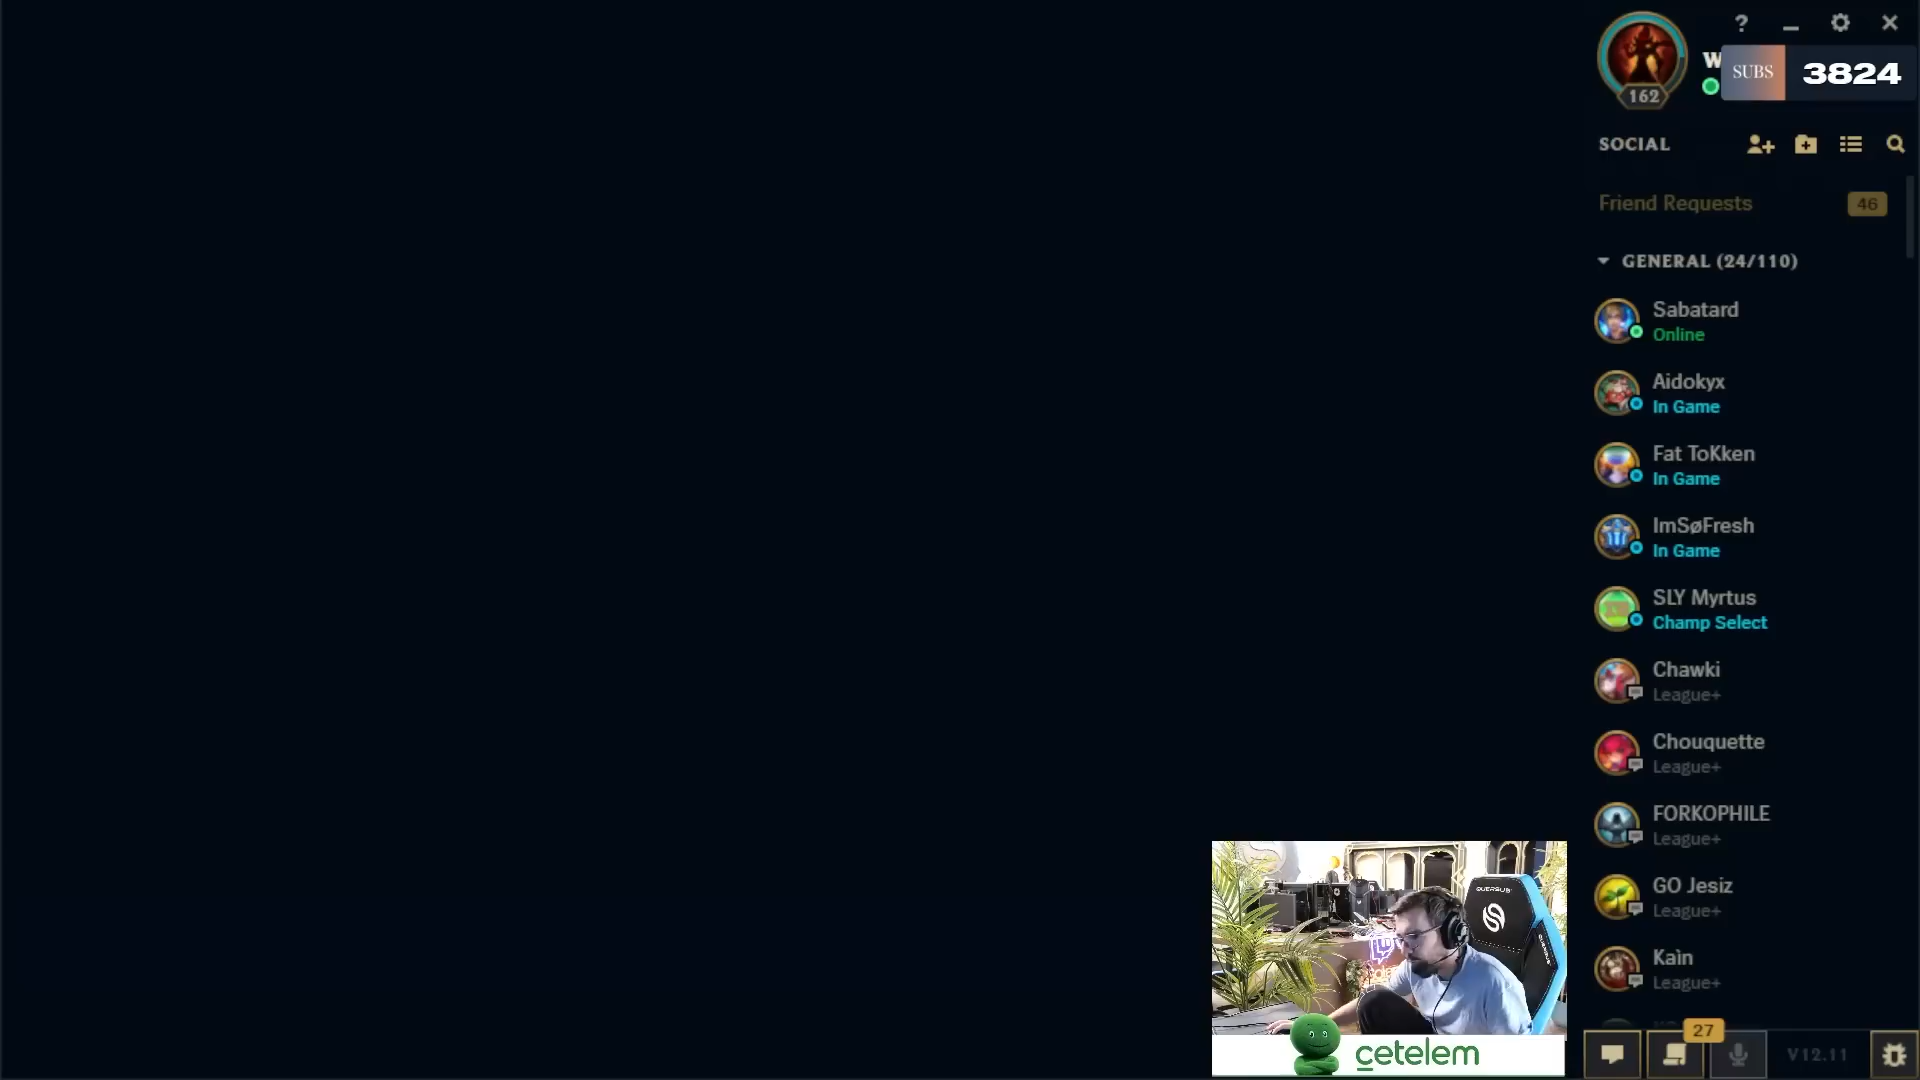 ?
162
SUBS
3824
SOCIAL
Friend Requests
46
GENERAL (24/110)
Sabatard
Online
Aidokyx
In Game
Fat ToKken
In Game
ImSøFresh
In Game
SLY Myrtus
Champ Select
Chawki
League+
Chouquette
League+
FORKOPHILE
League+
GO Jesiz
League+
Kaìn
League+
QUERSUS
cetelem
27
V12.11